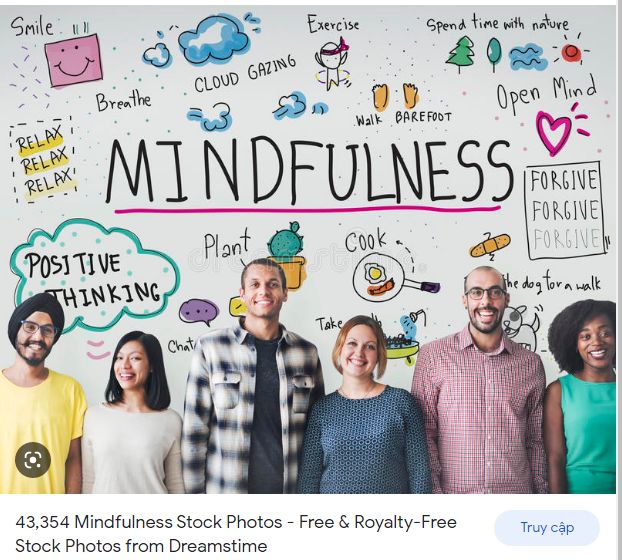 Smile
Exercise
Spend time with nature
CLOUD GAZING
Breathe
Open Mind
Walk BAREFOOT
RELAX
RELAX
RELAX
MINDFULNESS
FORGIVE
FORGIVE
FORGIVE
POSITIVE
THINKING
Plant
Cook
the dog for a walk
Take
43,354 Mindfulness Stock Photos - Free & Royalty-Free
Stock Photos from Dreamstime
Truy cập